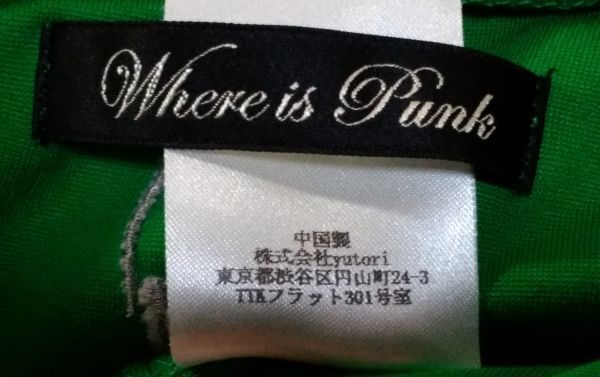 Where is Punk
中国製
株式会社yutori
東京都渋谷区円山町24-3
TTKフラット301号室